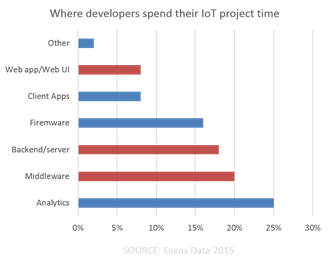 Where developers spend their IoT project time
Other
Web app/Web UI
Client Apps
Firemware
Backend/server
Middleware
Analytics
0% 5% 10% 15% 20% 25% 30%
SOURCE: Evans Data 2015